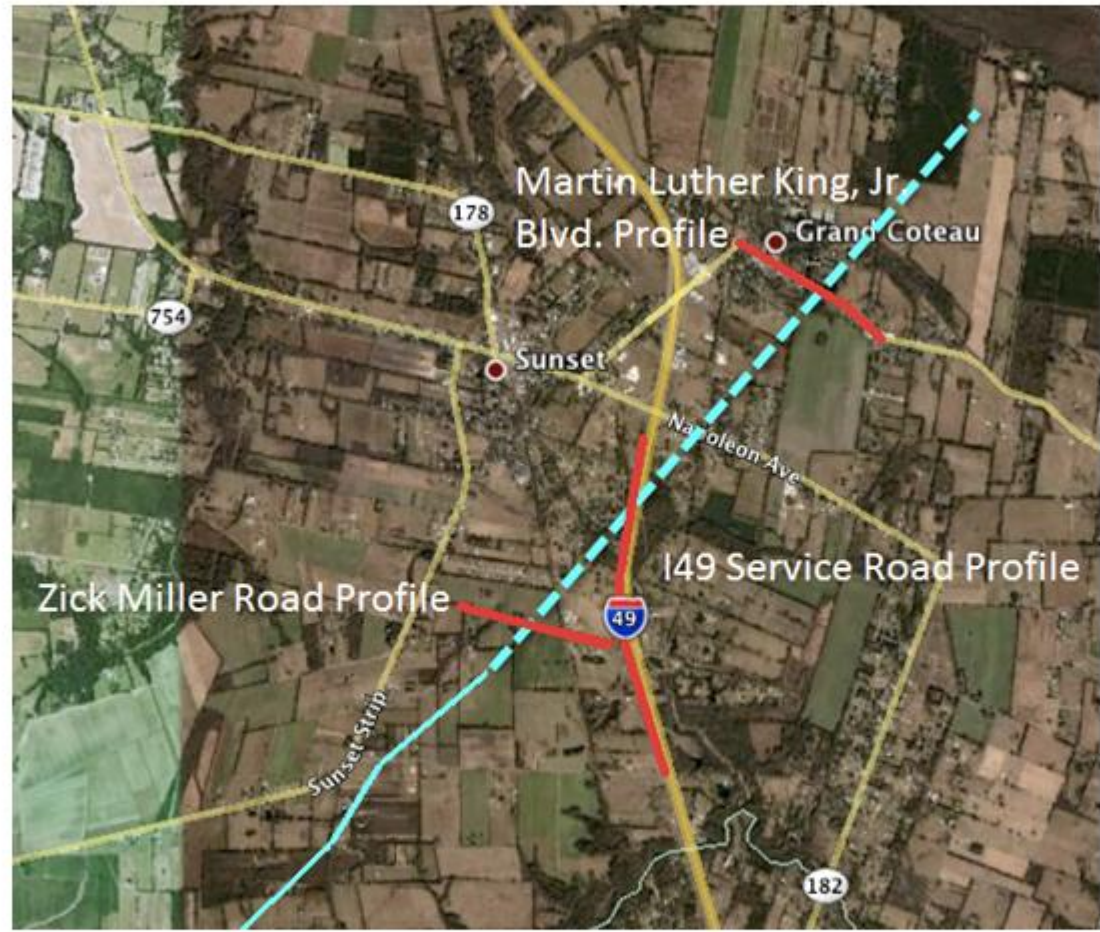 178
Martin Luther King, Jr.
Blvd. Profile
Grand Coteau
754
Sunset
Napoleon Ave
I49 Service Road Profile
Zick Miller Road Profile
49
Sunset Strip
182